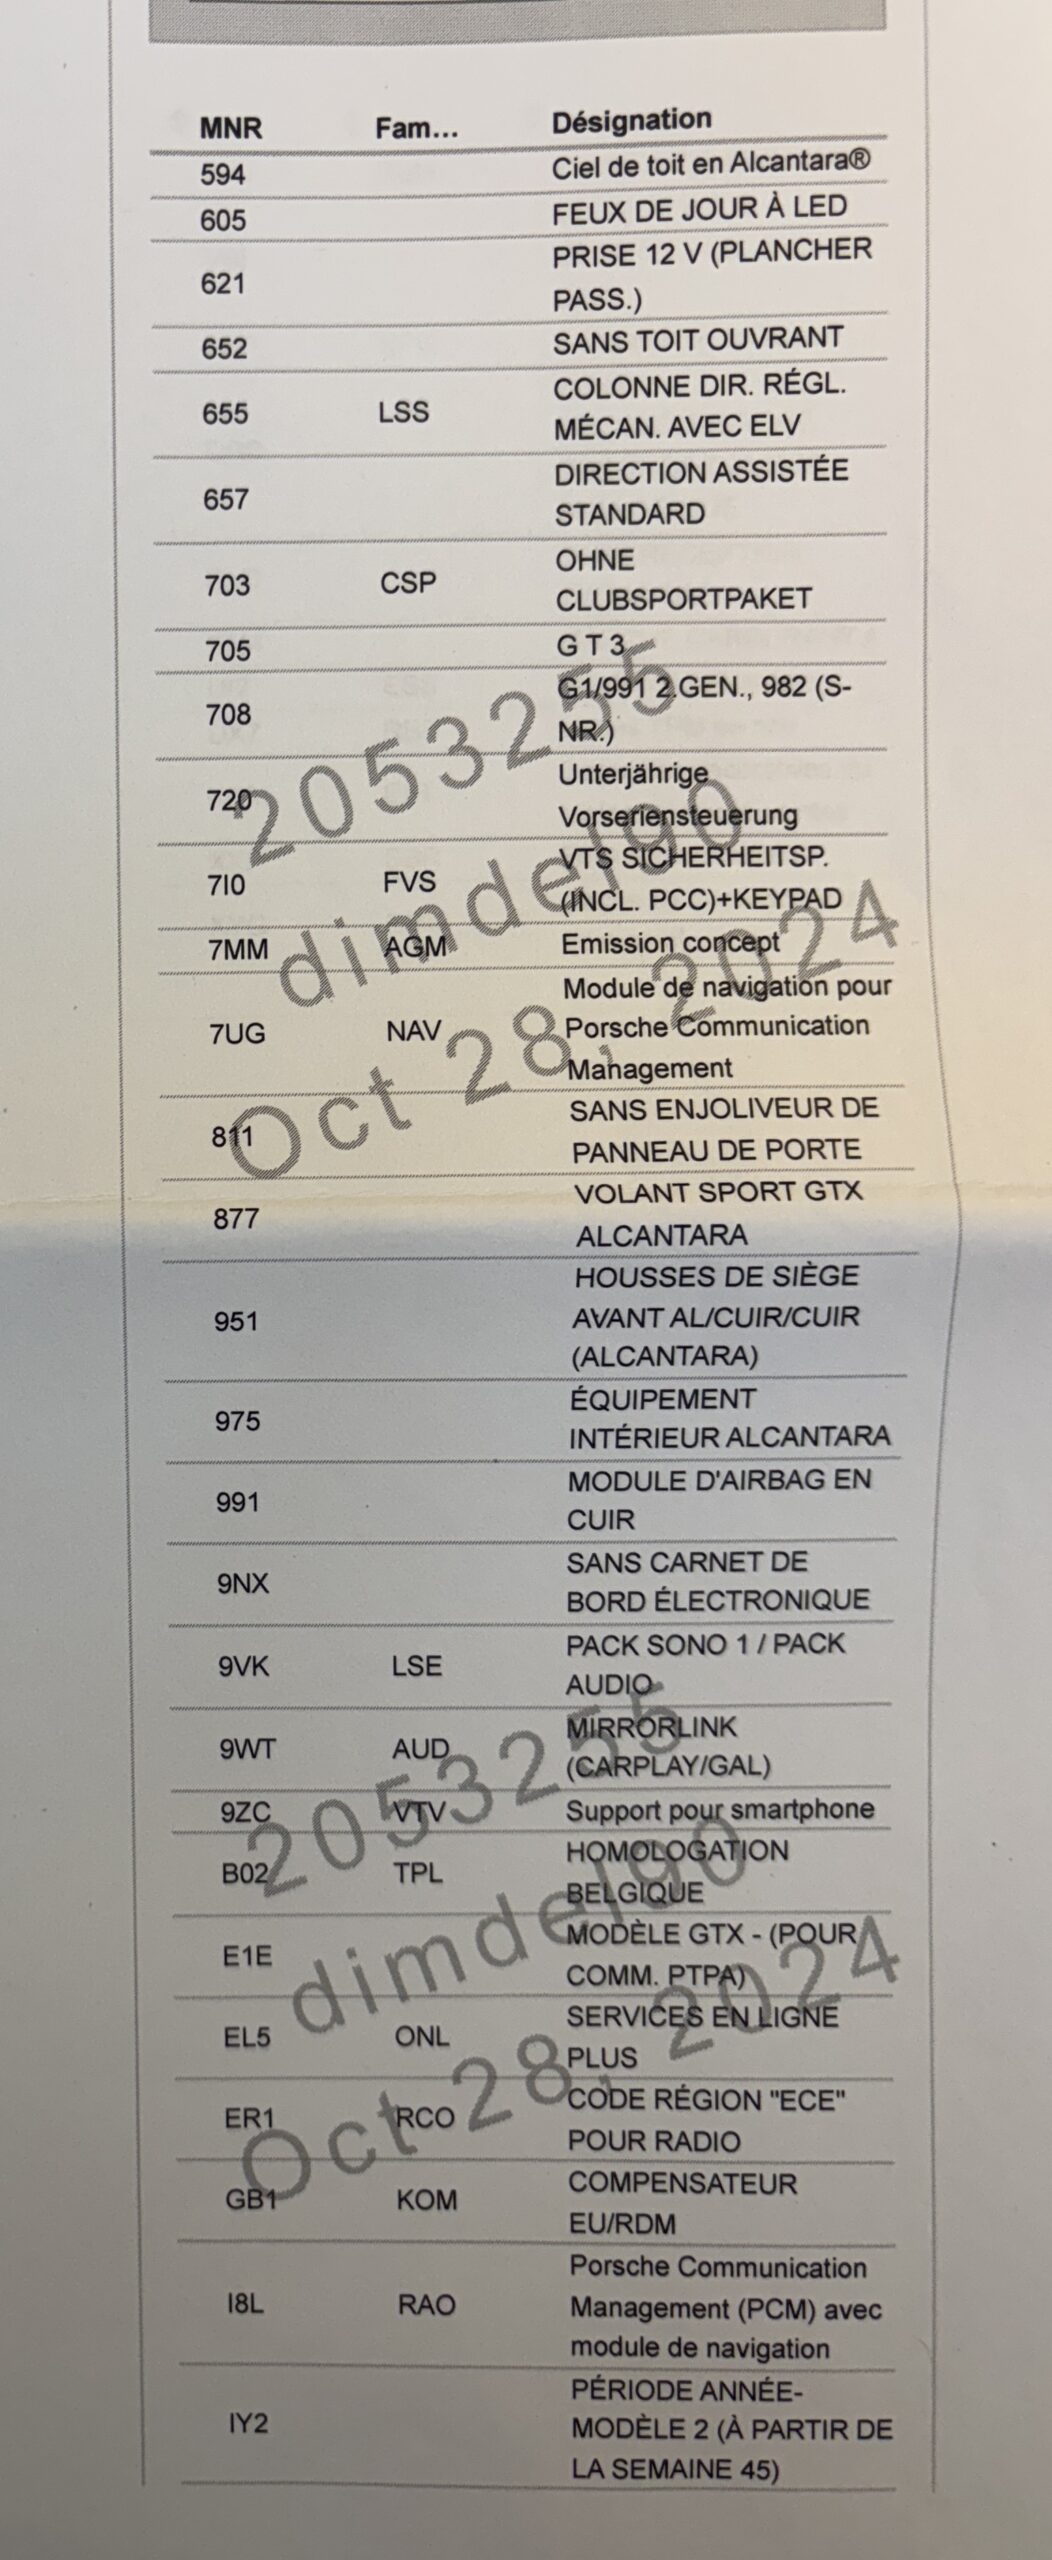 MNR Fam... Désignation
594 Ciel de toit en Alcantara®
605 FEUX DE JOUR À LED
621 PRISE 12 V (PLANCHER
PASS.)
652 SANS TOIT OUVRANT
655 LSS COLONNE DIR. RÉGL.
MÉCAN. AVEC ELV
657 DIRECTION ASSISTÉE
STANDARD
703 CSP OHNE
CLUBSPORTPAKET
705 G T 3
708 G1/991 2.GEN., 982 (S-
NR.)
720 Unterjährige
Vorseriensteuerung
7I0 FVS VTS SICHERHEITSP.
(INCL. PCC)+KEYPAD
7MM AGM Emission concept
7UG NAV Module de navigation pour
Porsche Communication
Management
811 SANS ENJOLIVEUR DE
PANNEAU DE PORTE
877 VOLANT SPORT GTX
ALCANTARA
951 HOUSSES DE SIÈGE
AVANT AL/CUIR/CUIR
(ALCANTARA)
975 ÉQUIPEMENT
INTÉRIEUR ALCANTARA
991 MODULE D'AIRBAG EN
CUIR
9NX SANS CARNET DE
BORD ÉLECTRONIQUE
9VK LSE PACK SONO 1 / PACK
AUDIO
9WT AUD MIRRORLINK
(CARPLAY/GAL)
9ZC VTV Support pour smartphone
B02 TPL HOMOLOGATION
BELGIQUE
E1E MODÈLE GTX - (POUR
COMM. PTPA)
EL5 ONL SERVICES EN LIGNE
PLUS
ER1 RCO CODE RÉGION "ECE"
POUR RADIO
GB1 KOM COMPENSATEUR
EU/RDM
I8L RAO Porsche Communication
Management (PCM) avec
module de navigation
IY2 PÉRIODE ANNÉE-
MODÈLE 2 (À PARTIR DE
LA SEMAINE 45)
2053255
dimdel90
Oct 28, 2024
2053255
dimdel90
Oct 28, 2024